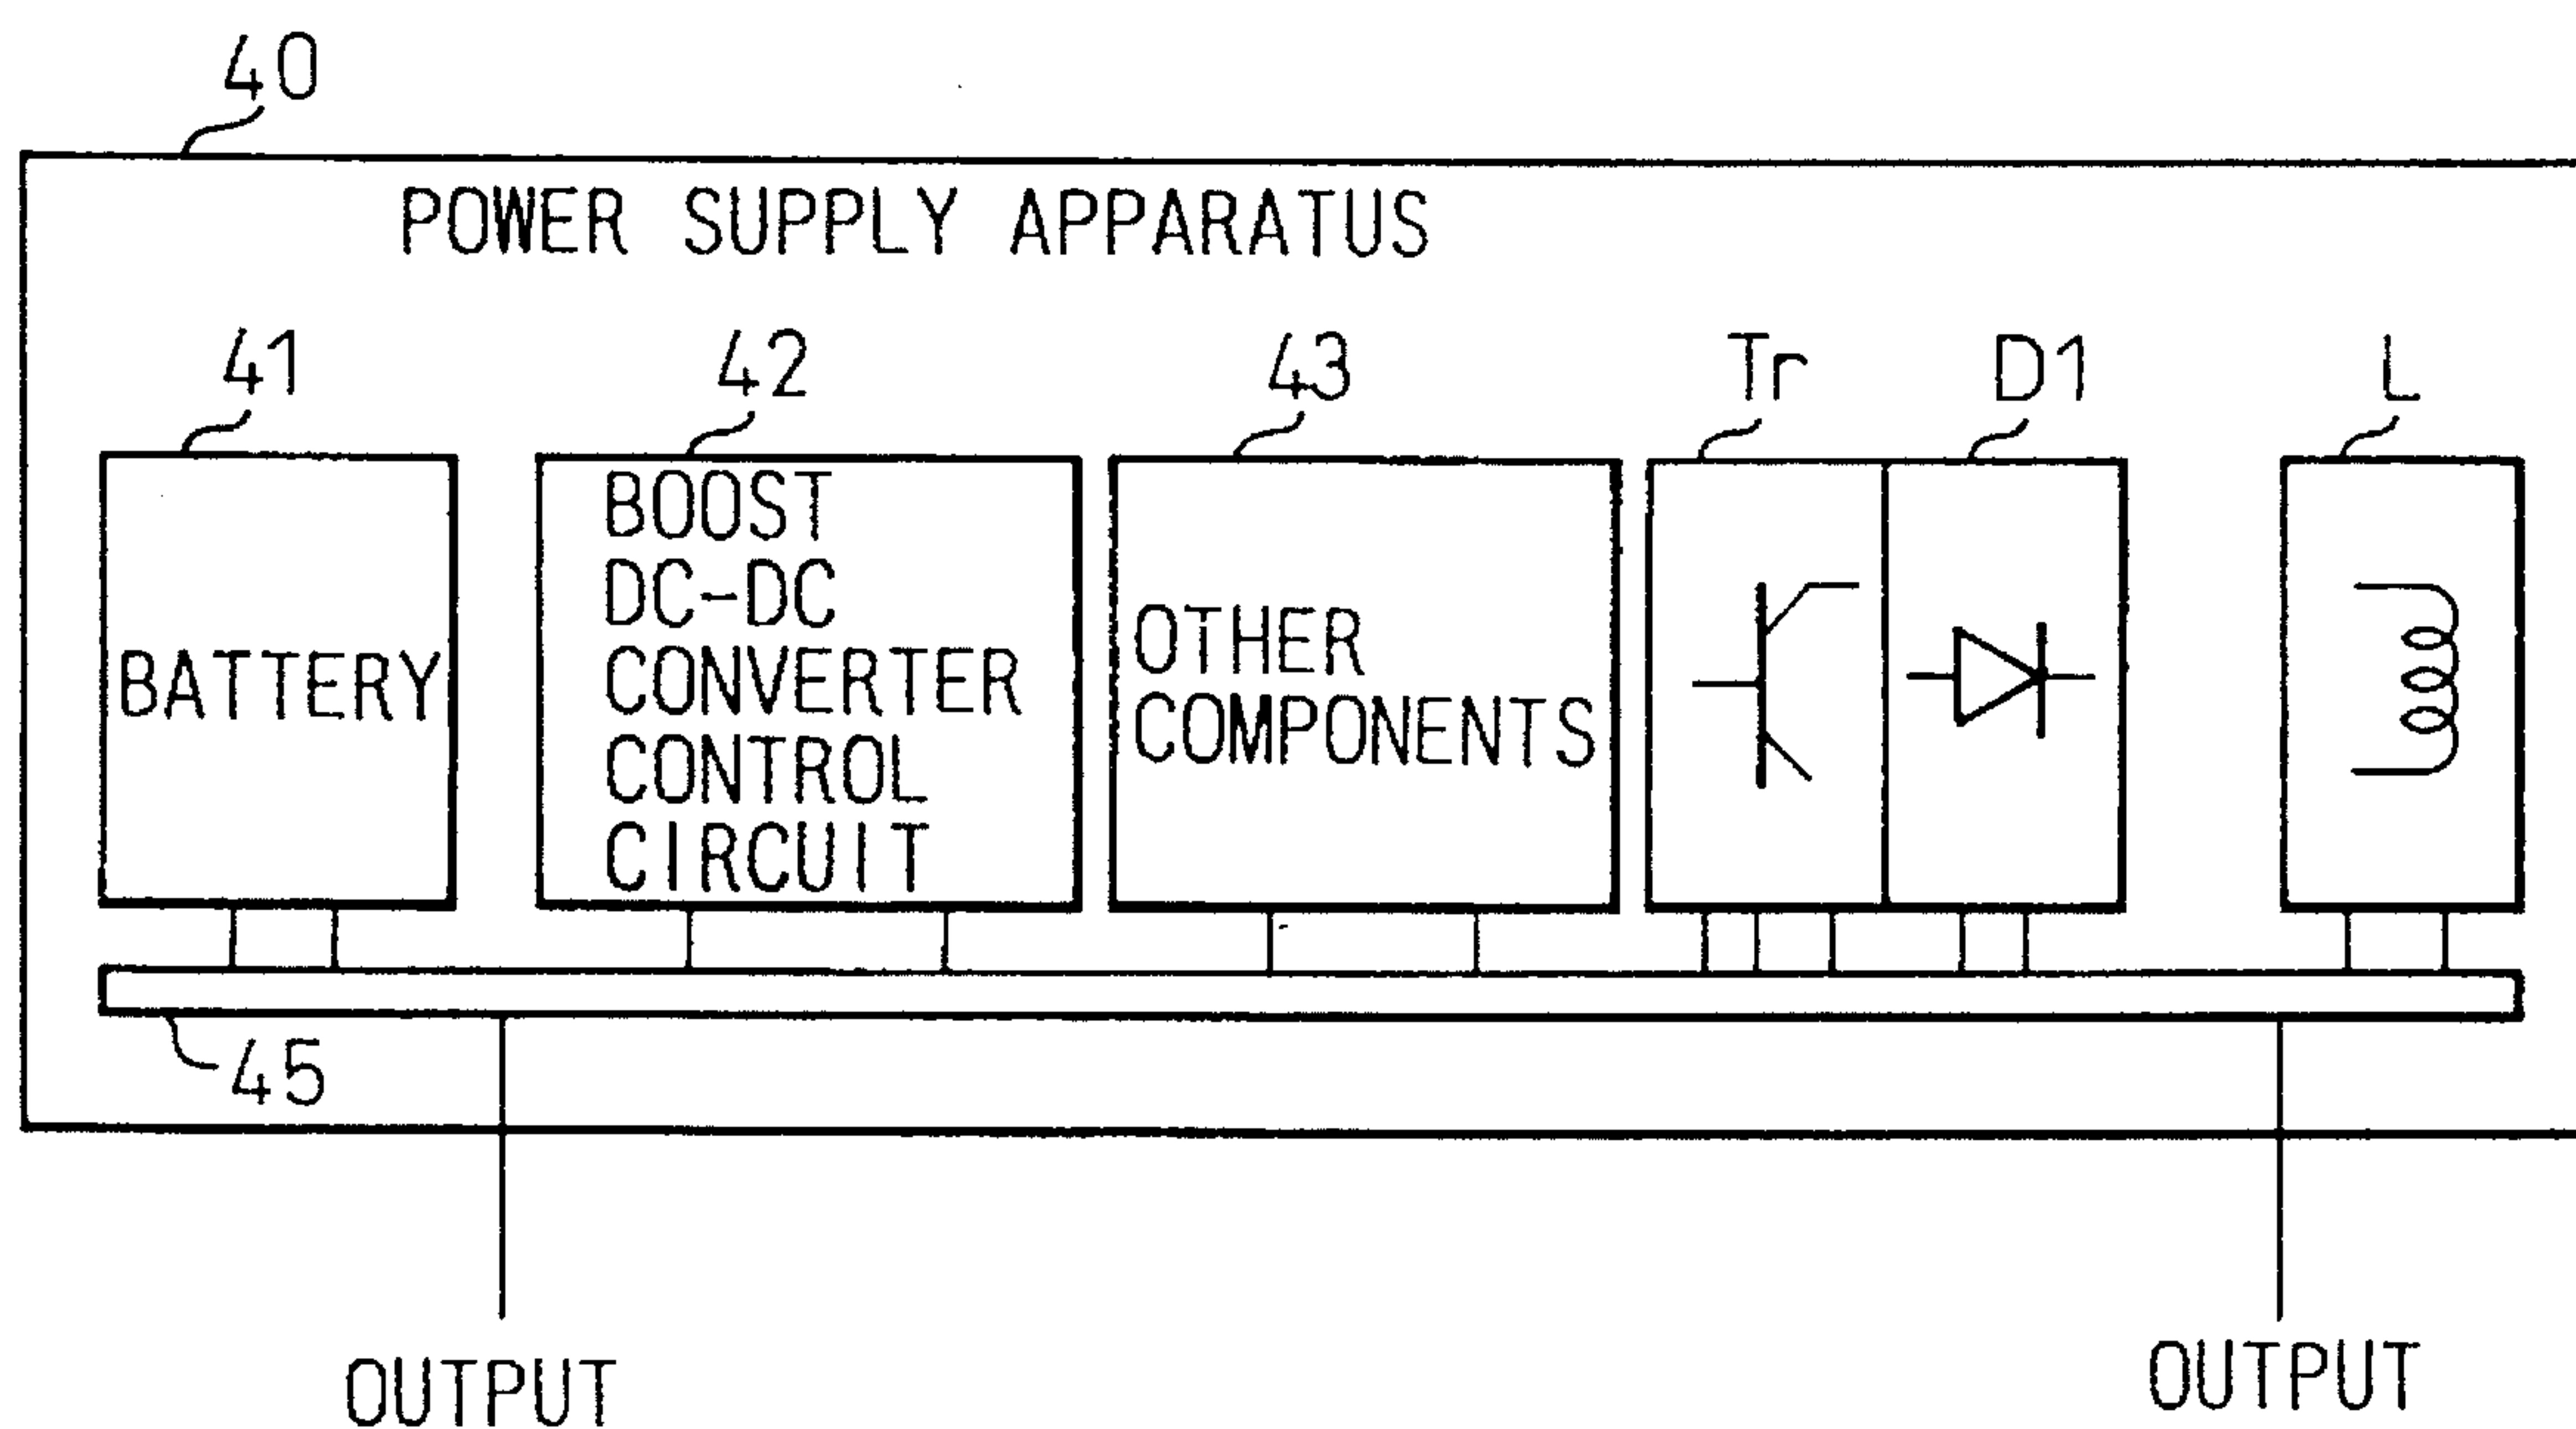 40
POWER SUPPLY APPARATUS
41
42
43
Tr
D1
L
BATTERY
BOOST
DC-DC
CONVERTER
CONTROL
CIRCUIT
OTHER
COMPONENTS
45
OUTPUT
OUTPUT